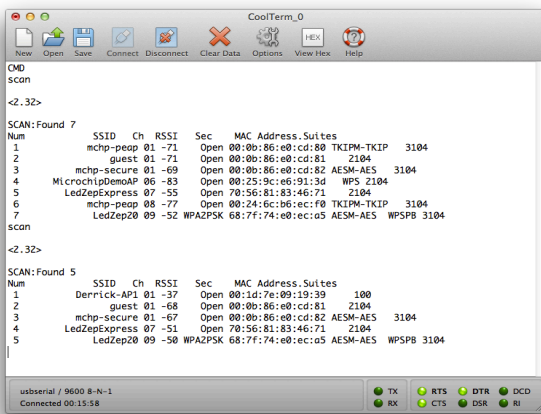 CoolTerm_0
New Open Save Connect Disconnect Clear Data Options View Hex Help
HEX
CMD
scan
<2.32>
SCAN:Found 7
Num SSID Ch RSSI Sec MAC Address.Suites
1 mchp-peap 01 -71 Open 00:0b:86:e0:cd:80 TKIPM-TKIP 3104
2 guest 01 -71 Open 00:0b:86:e0:cd:81 2104
3 mchp-secure 01 -69 Open 00:0b:86:e0:cd:82 AESM-AES 3104
4 MicrochipDemoAP 06 -83 Open 00:25:9c:e6:91:3d WPS 2104
5 LedZepExpress 07 -55 Open 70:56:81:83:46:71 2104
6 mchp-peap 08 -77 Open 00:24:6c:b6:ec:f0 TKIPM-TKIP 3104
7 LedZep20 09 -52 WPA2PSK 68:7f:74:e0:ec:a5 AESM-AES WPSPB 3104
scan
<2.32>
SCAN:Found 5
Num SSID Ch RSSI Sec MAC Address.Suites
1 Derrick-AP1 01 -37 Open 00:1d:7e:09:19:39 100
2 guest 01 -68 Open 00:0b:86:e0:cd:81 2104
3 mchp-secure 01 -67 Open 00:0b:86:e0:cd:82 AESM-AES 3104
4 LedZepExpress 07 -51 Open 70:56:81:83:46:71 2104
5 LedZep20 09 -50 WPA2PSK 68:7f:74:e0:ec:a5 AESM-AES WPSPB 3104
usbserial / 9600 8-N-1
Connected 00:15:58
TX RTS DTR DCD
RX CTS DSR RI